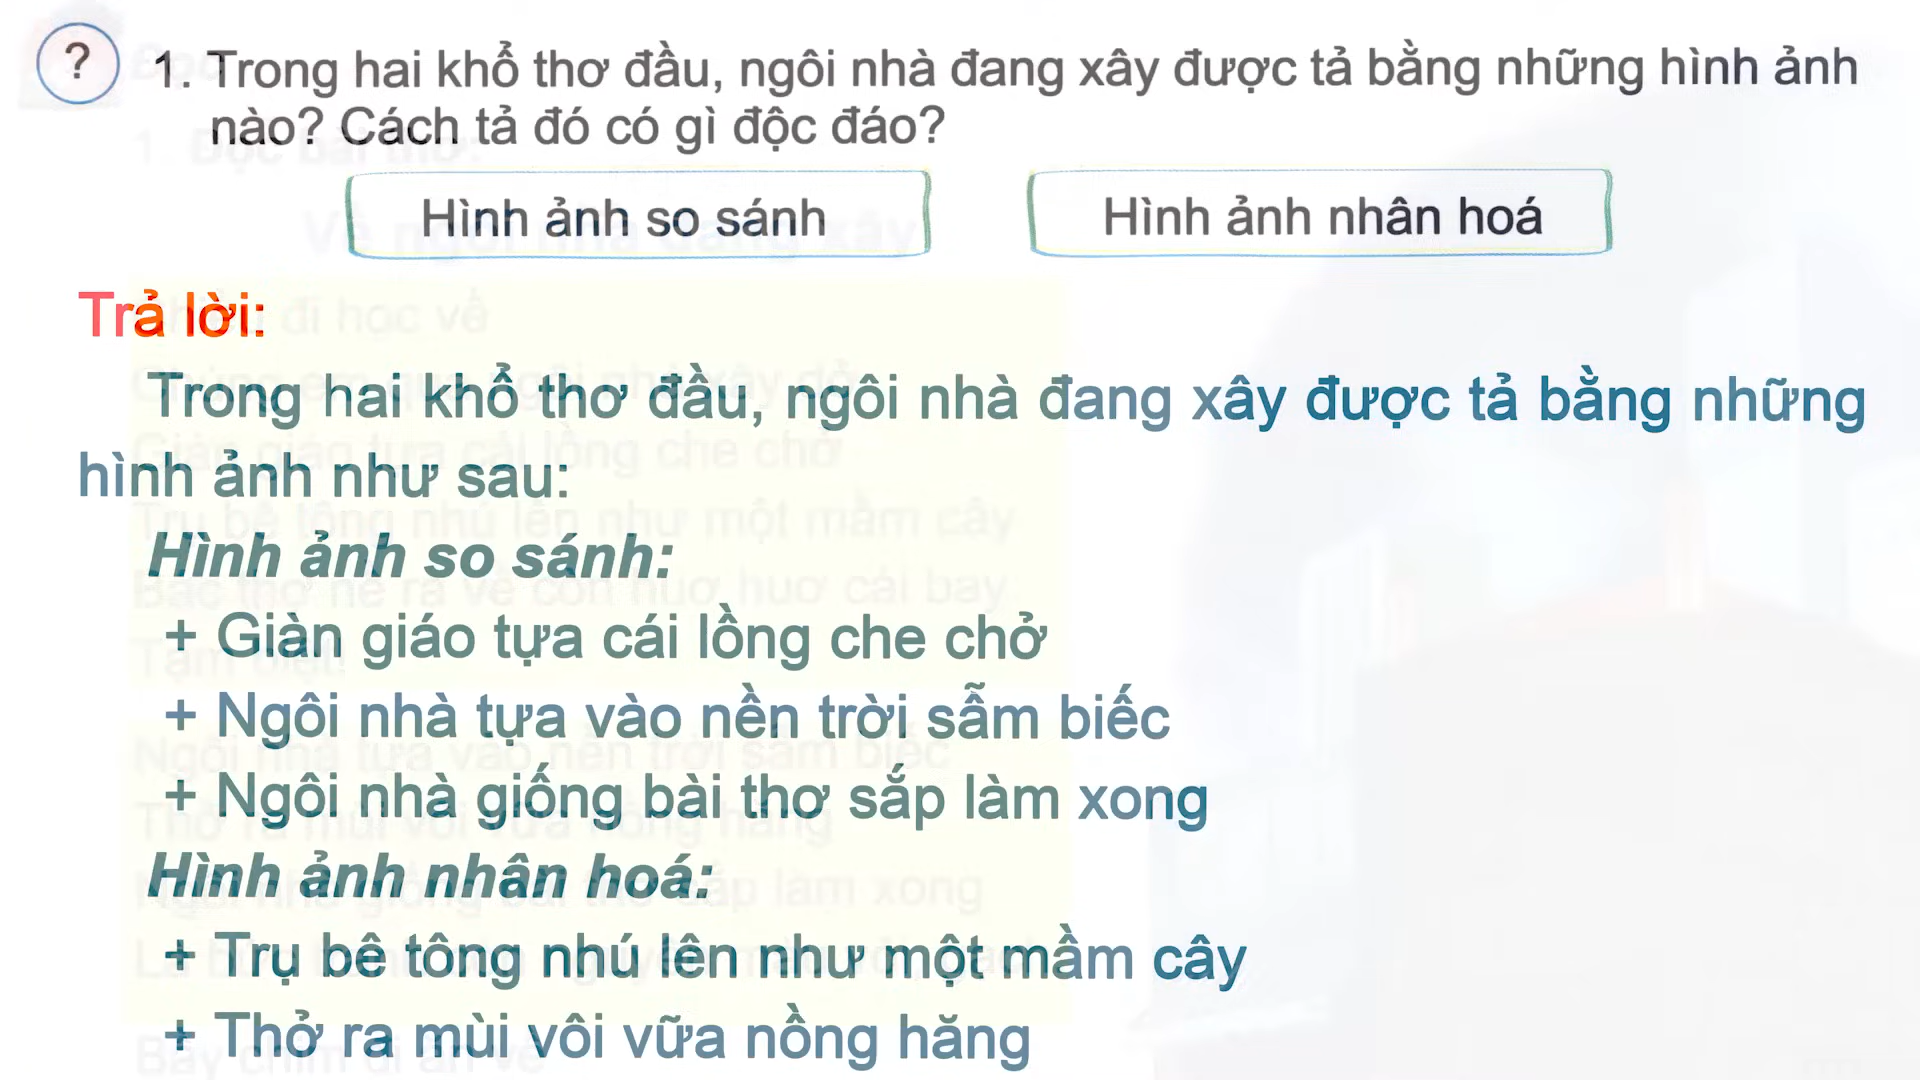 ?
1. Trong hai khổ thơ đầu, ngôi nhà đang xây được tả bằng những hình ảnh
nào? Cách tả đó có gì độc đáo?
Hình ảnh so sánh
Hình ảnh nhân hoá
Trả lời:
Trong hai khổ thơ đầu, ngôi nhà đang xây được tả bằng những
hình ảnh như sau:
Hình ảnh so sánh:
+ Giàn giáo tựa cái lồng che chở
+ Ngôi nhà tựa vào nền trời sẫm biếc
+ Ngôi nhà giống bài thơ sắp làm xong
Hình ảnh nhân hoá:
+ Trụ bê tông nhú lên như một mầm cây
+ Thở ra mùi vôi vữa nồng hăng